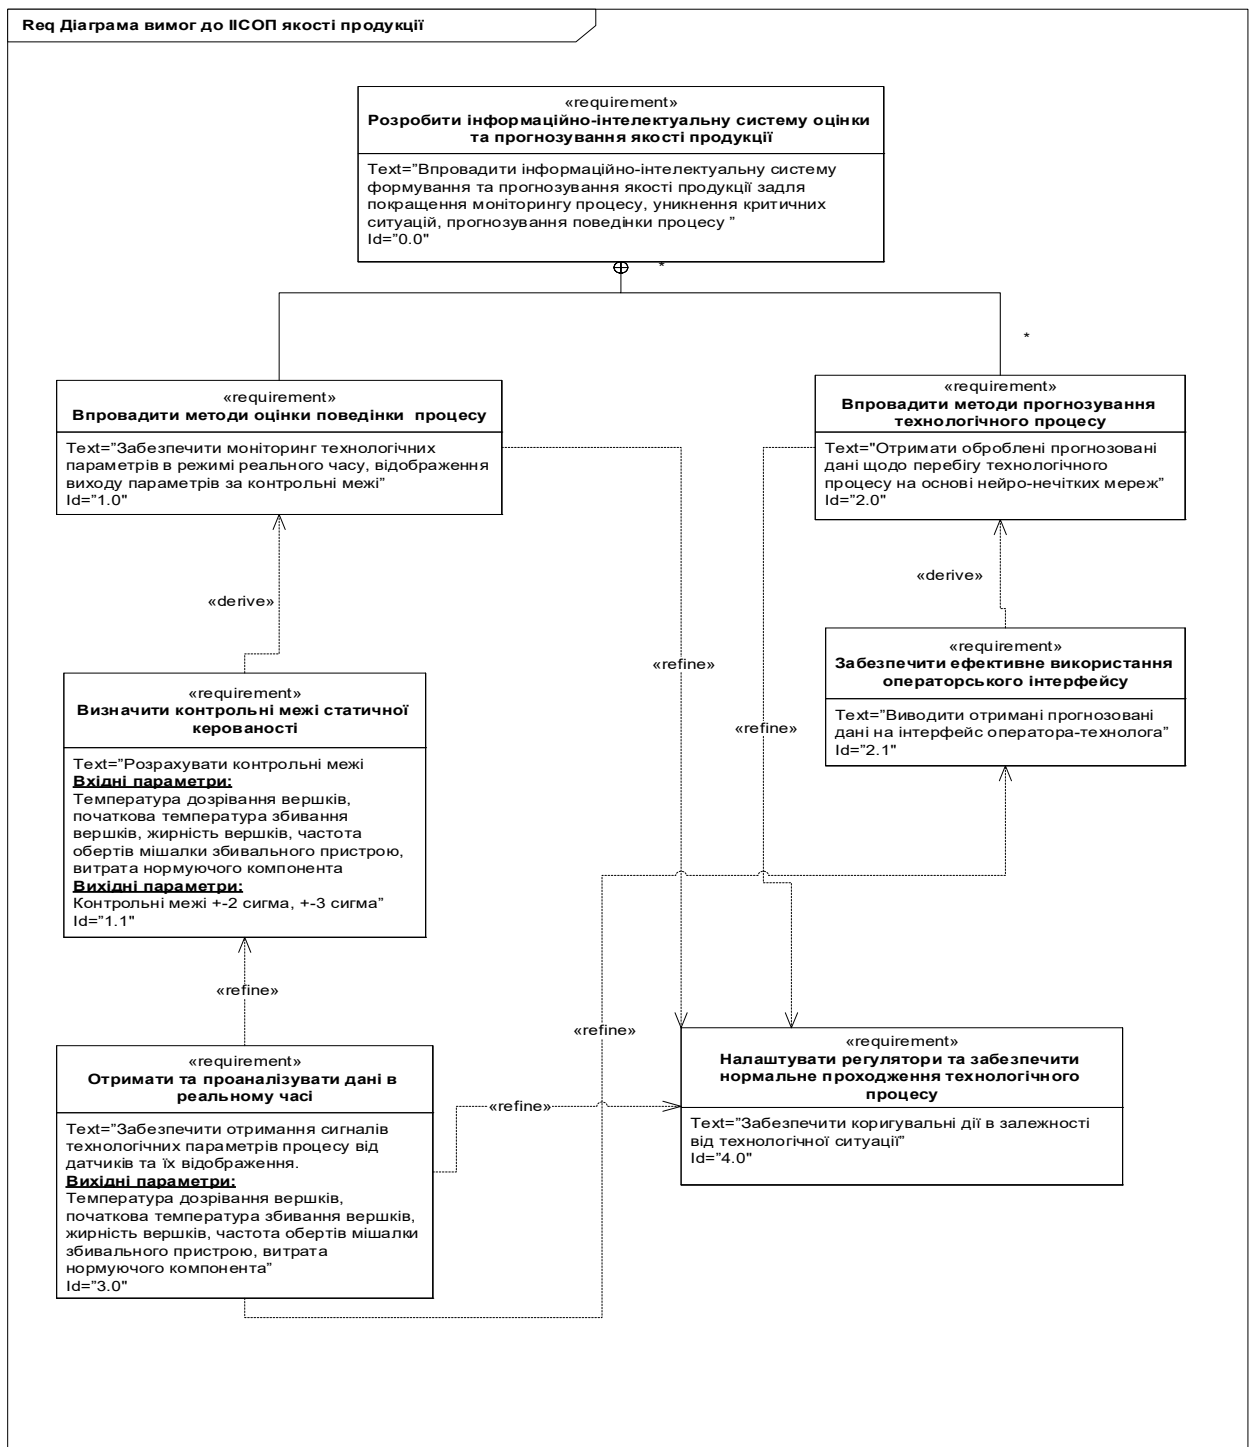 Req Діаграма вимог до ІІСОП якості продукції
«requirement»
Розробити інформаційно-інтелектуальну систему оцінки
та прогнозування якості продукції
Text=”Впровадити інформаційно-інтелектуальну систему
формування та прогнозування якості продукції задля
покращення моніторингу процесу, уникнення критичних
ситуацій, прогнозування поведінки процесу ”
Id=”0.0"
*
*
«requirement»
Впровадити методи оцінки поведінки процесу
Text=”Забезпечити моніторинг технологічних
параметрів в режимі реального часу, відображення
виходу параметрів за контрольні межі”
Id=”1.0"
«requirement»
Впровадити методи прогнозування
технологічного процесу
Text="Отримати оброблені прогнозовані
дані щодо перебігу технологічного
процесу на основі нейро-нечітких мереж”
Id=”2.0"
«derive»
«derive»
«refine»
«refine»
«requirement»
Забезпечити ефективне використання
операторського інтерфейсу
Text=”Виводити отримані прогнозовані
дані на інтерфейс оператора-технолога”
Id=”2.1"
«requirement»
Визначити контрольні межі статичної
керованості
Text=”Розрахувати контрольні межі
Вхідні параметри:
Температура дозрівання вершків,
початкова температура збивання
вершків, жирність вершків, частота
обертів мішалки збивального пристрою,
витрата нормуючого компонента
Вихідні параметри:
Контрольні межі +-2 сигма, +-3 сигма”
Id=”1.1"
«refine»
«refine»
«requirement»
Отримати та проаналізувати дані в
реальному часі
Text=”Забезпечити отримання сигналів
технологічних параметрів процесу від
датчиків та їх відображення.
Вихідні параметри:
Температура дозрівання вершків,
початкова температура збивання вершків,
жирність вершків, частота обертів мішалки
збивального пристрою, витрата
нормуючого компонента”
Id=”3.0"
«refine»
«requirement»
Налаштувати регулятори та забезпечити
нормальне проходження технологічного
процесу
Text=”Забезпечити коригувальні дії в залежності
від технологічної ситуації”
Id=”4.0"